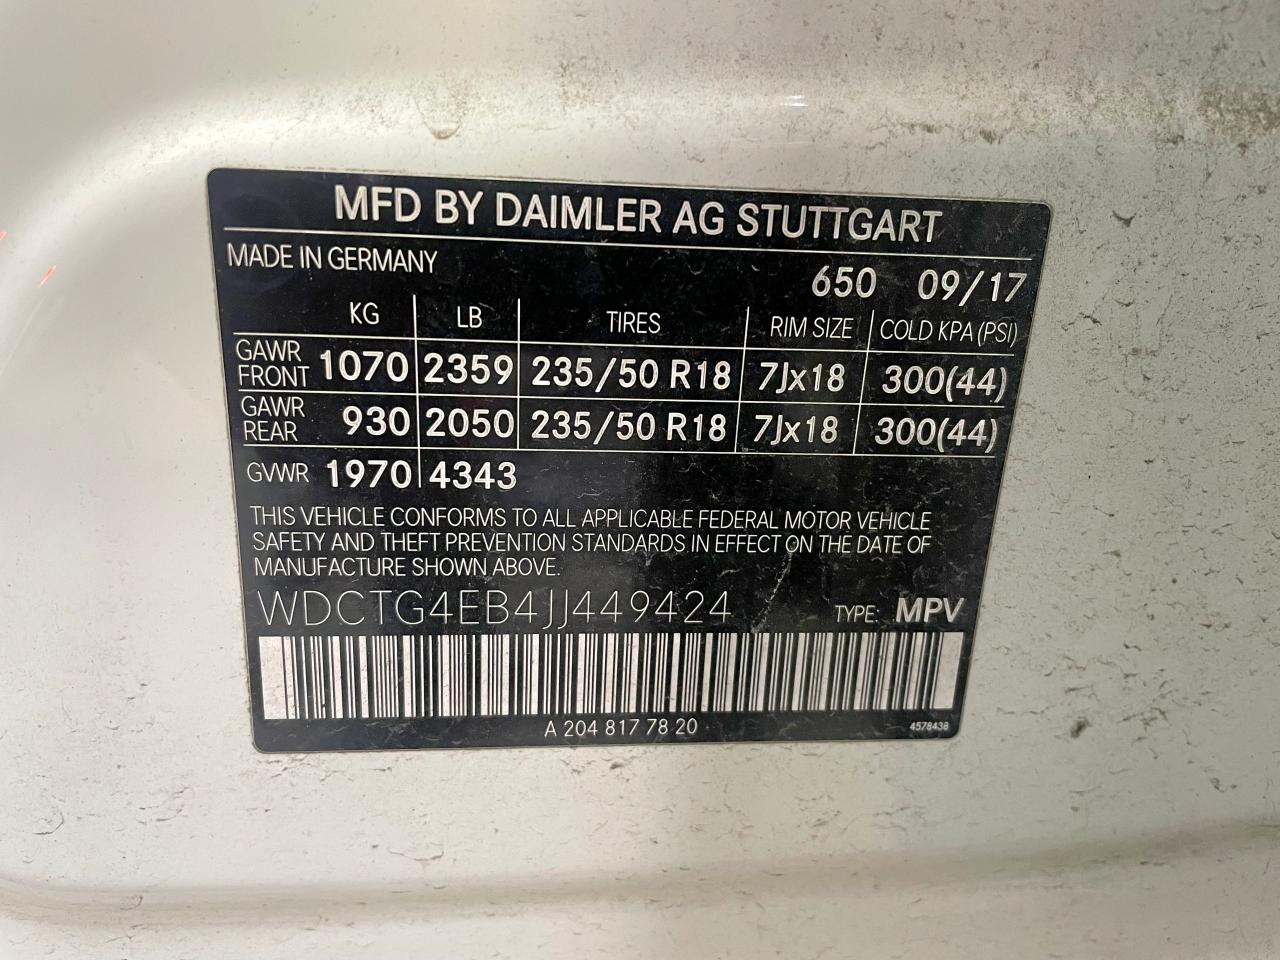 MFD BY DAIMLER AG STUTTGART
MADE IN GERMANY
650 09/17
KG LB TIRES RIM SIZE COLD KPA (PSI)
GAWR FRONT 1070 2359 235/50 R18 7Jx18 300(44)
GAWR REAR 930 2050 235/50 R18 7Jx18 300(44)
GVWR 1970 4343
THIS VEHICLE CONFORMS TO ALL APPLICABLE FEDERAL MOTOR VEHICLE
SAFETY AND THEFT PREVENTION STANDARDS IN EFFECT ON THE DATE OF
MANUFACTURE SHOWN ABOVE.
WDCTG4EB4JJ449424 TYPE: MPV
A 204 817 78 20
4578438